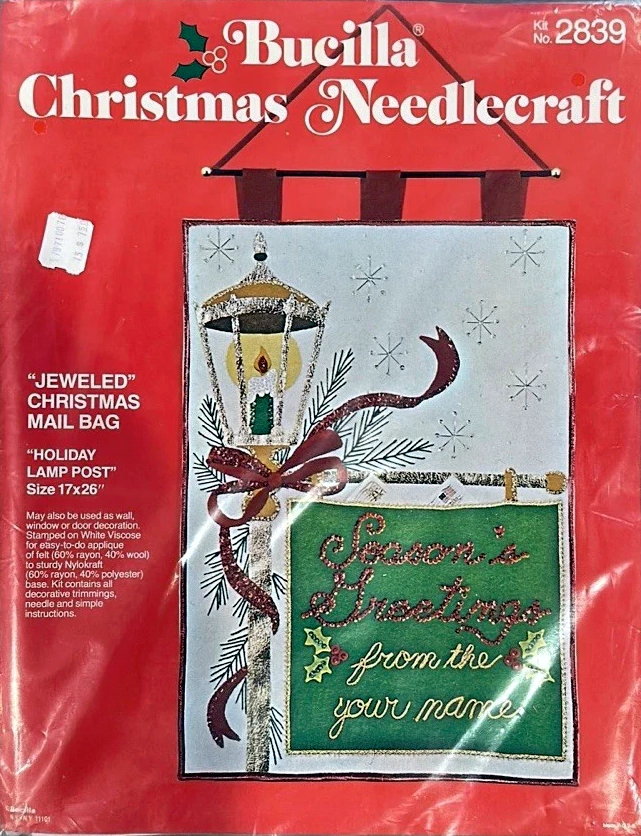 Bucilla®
Christmas Needlecraft
Kit
No. 2839
"JEWELED"
CHRISTMAS
MAIL BAG
"HOLIDAY
LAMP POST"
Size 17x26"
May also be used as wall,
window or door decoration.
Stamped on White Viscose
for easy-to-do applique
of felt (60% rayon, 40% wool)
to sturdy Nylokraft
(60% rayon, 40% polyester)
base. Kit contains all
decorative trimmings,
needle and simple
instructions.
Season's
Greetings
from the
your name
Bucilla